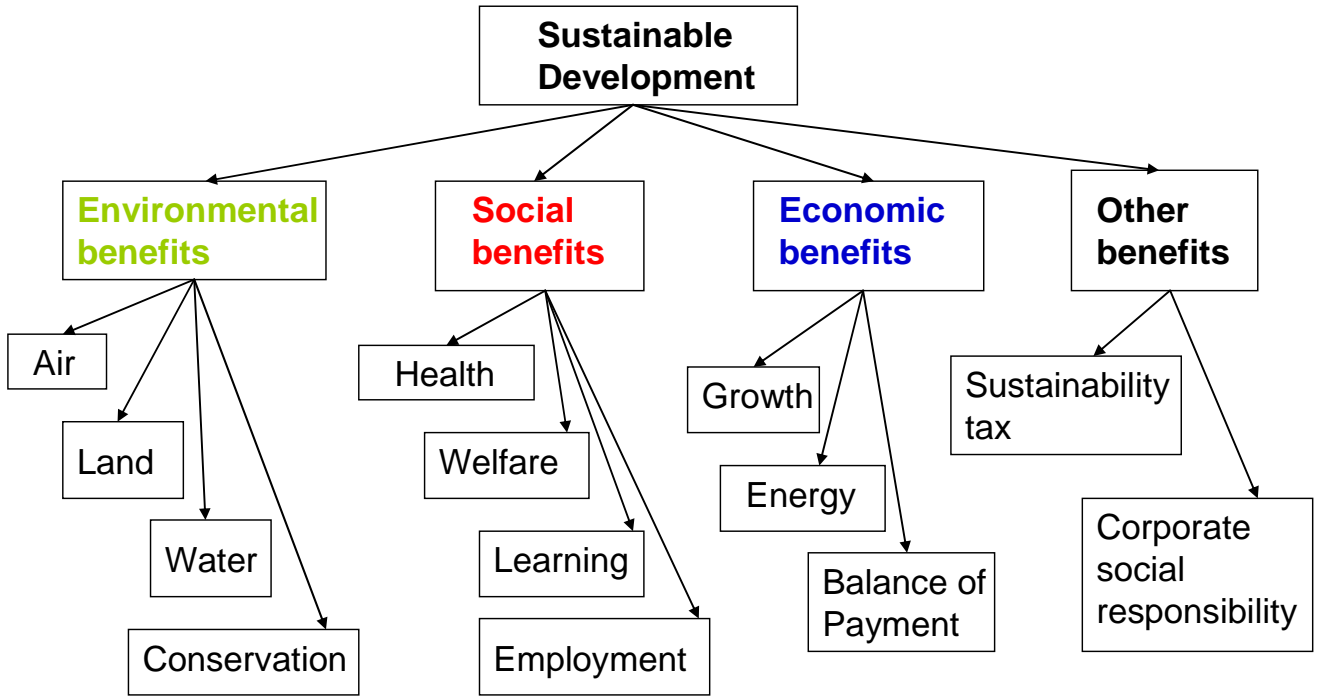 Sustainable
Development
Environmental
benefits
Social
benefits
Economic
benefits
Other
benefits
Air
Land
Water
Conservation
Health
Welfare
Learning
Employment
Growth
Energy
Balance of
Payment
Sustainability
tax
Corporate
social
responsibility